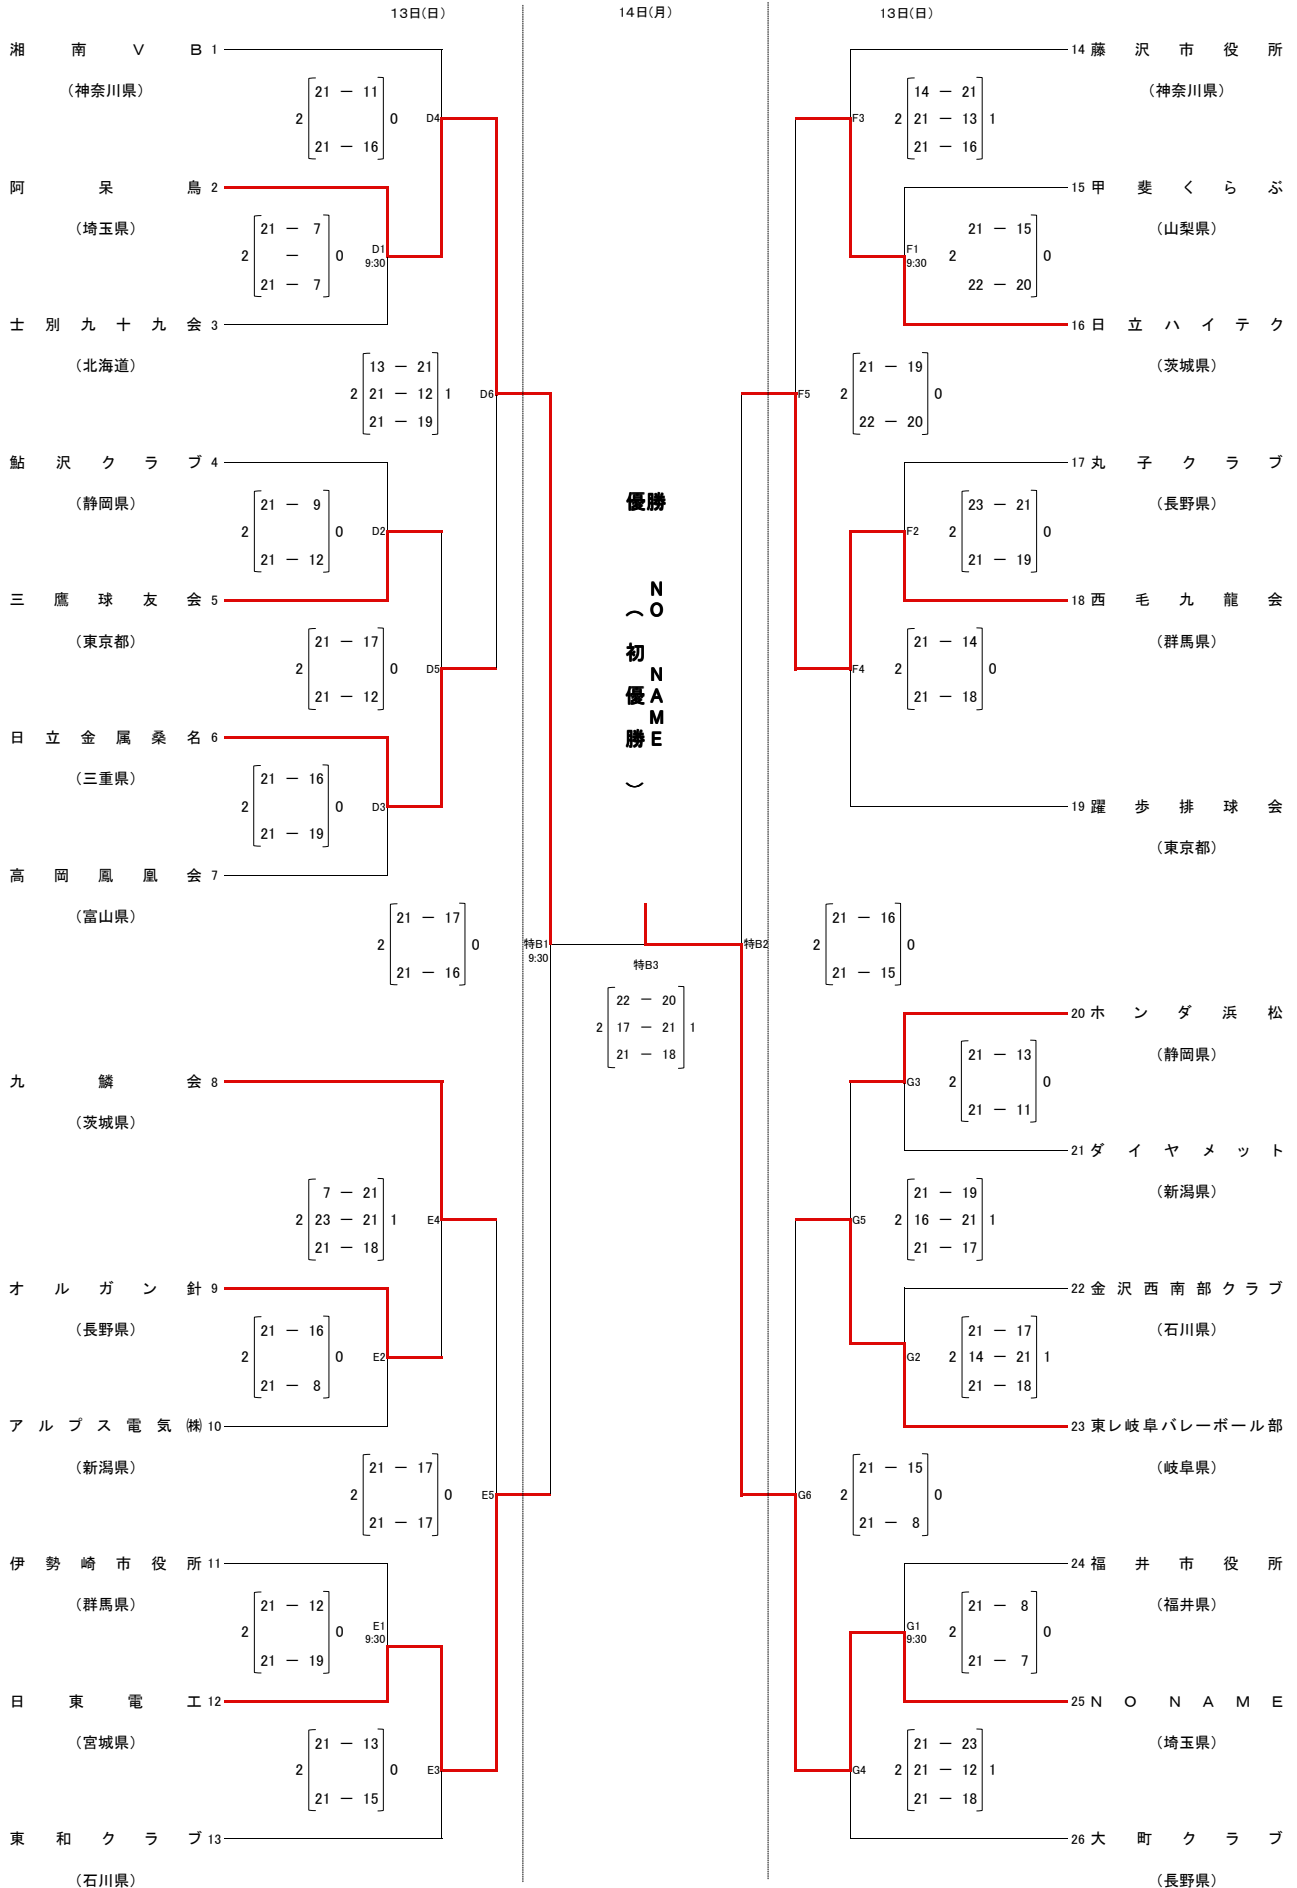 13日(日)
14日(月)
13日(日)
湘南VB 1
(神奈川県)
2 21 ― 11 0 D4
21 ― 16
阿呆鳥 2
(埼玉県)
21 ― 7
2 ― 0 D1
9:30
21 ― 7
士別九十九会 3
(北海道)
13 ― 21
2 21 ― 12 1 D6
21 ― 19
鮎沢クラブ 4
(静岡県)
21 ― 9
2 0 D2
21 ― 12
三鷹球友会 5
(東京都)
21 ― 17
2 0 D5
21 ― 12
日立金属桑名 6
(三重県)
21 ― 16
2 0 D3
21 ― 19
高岡鳳凰会 7
(富山県)
21 ― 17
2 0 特B1
9:30
21 ― 16
九鱗会 8
(茨城県)
7 ― 21
2 23 ― 21 1 E4
21 ― 18
オルガン針 9
(長野県)
21 ― 16
2 0 E2
21 ― 8
アルプス電気㈱ 10
(新潟県)
21 ― 17
2 0 E5
21 ― 17
伊勢崎市役所 11
(群馬県)
21 ― 12
2 0 E1
9:30
21 ― 19
日東電工 12
(宮城県)
21 ― 13
2 0 E3
21 ― 15
東和クラブ 13
(石川県)
優勝
NO NAME
(初優勝)
特B3
22 ― 20
2 17 ― 21 1
21 ― 18
14 藤沢市役所
(神奈川県)
14 ― 21
F3 2 21 ― 13 1
21 ― 16
15 甲斐くらぶ
(山梨県)
21 ― 15
F1 2 0
9:30
22 ― 20
16 日立ハイテク
(茨城県)
21 ― 19
F5 2 0
22 ― 20
17 丸子クラブ
(長野県)
23 ― 21
F2 2 0
21 ― 19
18 西毛九龍会
(群馬県)
21 ― 14
F4 2 0
21 ― 18
19 躍歩排球会
(東京都)
21 ― 16
特B2 2 0
21 ― 15
20 ホンダ浜松
(静岡県)
21 ― 13
G3 2 0
21 ― 11
21 ダイヤメット
(新潟県)
21 ― 19
G5 2 16 ― 21 1
21 ― 17
22 金沢西南部クラブ
(石川県)
21 ― 17
G2 2 14 ― 21 1
21 ― 18
23 東レ岐阜バレーボール部
(岐阜県)
21 ― 15
G6 2 0
21 ― 8
24 福井市役所
(福井県)
21 ― 8
G1 2 0
9:30
21 ― 7
25 NO NAME
(埼玉県)
21 ― 23
G4 2 21 ― 12 1
21 ― 18
26 大町クラブ
(長野県)